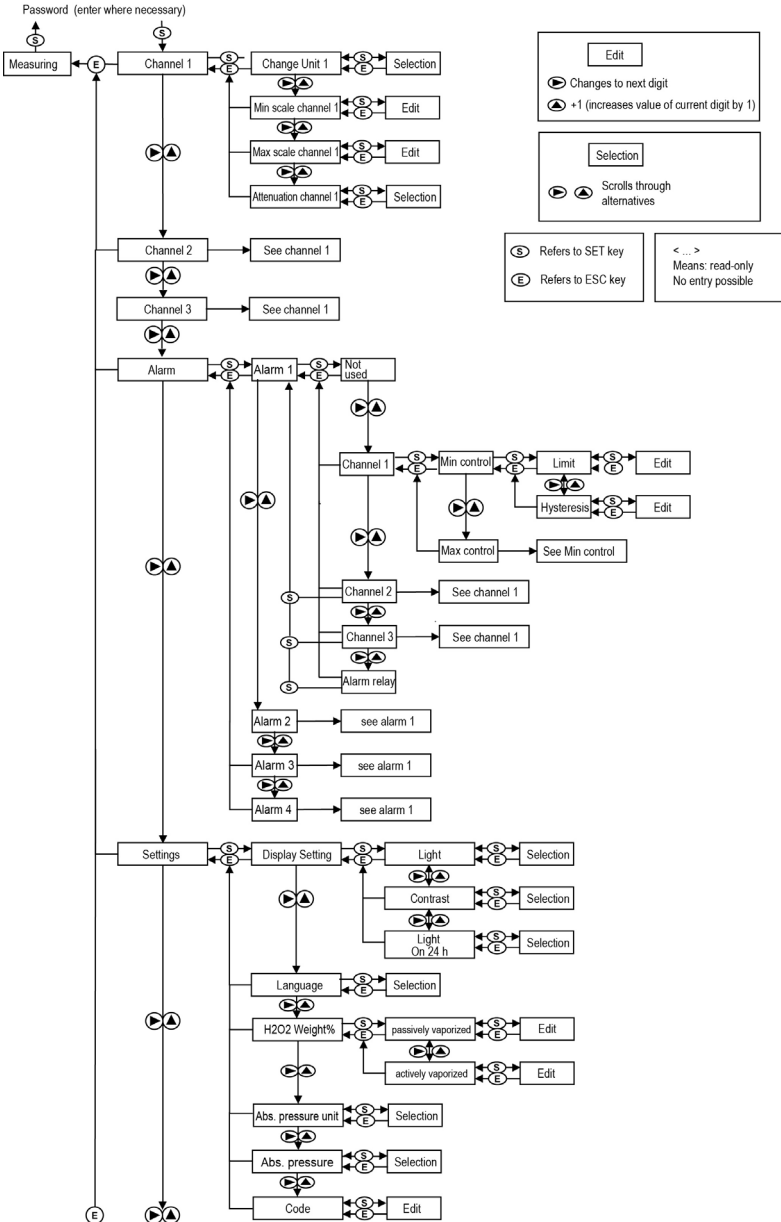 Password (enter where necessary)
S
S
Measuring
E
Channel 1
S
E
Change Unit 1
S
E
Selection
Min scale channel 1
S
E
Edit
Max scale channel 1
S
E
Edit
Attenuation channel 1
S
E
Selection
Channel 2
See channel 1
Channel 3
See channel 1
Edit
Changes to next digit
+1 (increases value of current digit by 1)
Selection
Scrolls through
alternatives
S Refers to SET key
E Refers to ESC key
< ... >
Means: read-only
No entry possible
Alarm
S
E
Alarm 1
S
E
Not
used
Channel 1
S
E
Min control
S
E
Limit
S
E
Edit
Hysteresis
S
E
Edit
Max control
See Min control
S
Channel 2
See channel 1
S
Channel 3
See channel 1
S
Alarm relay
Alarm 2
see alarm 1
Alarm 3
see alarm 1
Alarm 4
see alarm 1
Settings
S
E
Display Setting
S
E
Light
S
E
Selection
Contrast
S
E
Selection
Light
On 24 h
S
E
Selection
Language
S
E
Selection
H2O2 Weight%
S
E
passively vaporized
S
E
Edit
actively vaporized
S
E
Edit
Abs. pressure unit
S
E
Selection
Abs. pressure
S
E
Selection
Code
S
E
Edit
E